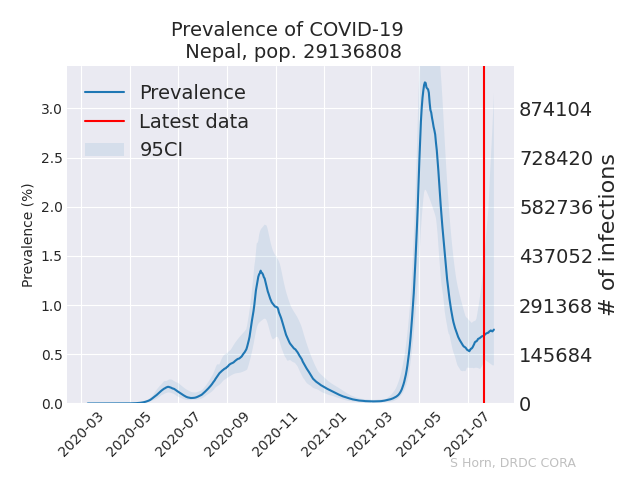 Prevalence of COVID-19
Nepal, pop. 29136808
Prevalence
Latest data
95CI
Prevalence (%)
3.0
2.5
2.0
1.5
1.0
0.5
0.0
874104
728420
582736
437052
291368
145684
0
# of infections
2020-03
2020-05
2020-07
2020-09
2020-11
2021-01
2021-03
2021-05
2021-07
S Horn, DRDC CORA